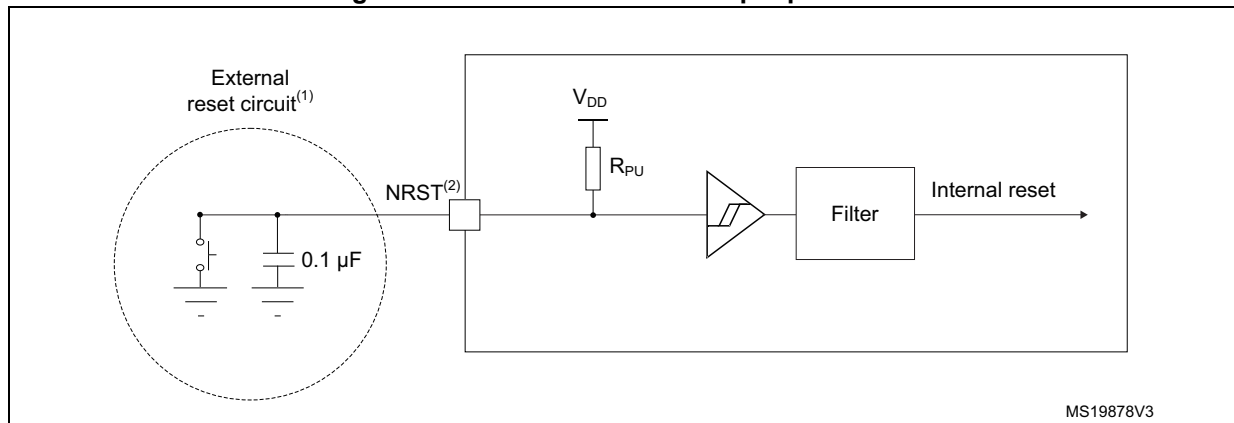 External
reset circuit(1)
VDD
RPU
NRST(2)
Filter
Internal reset
0.1 μF
MS19878V3